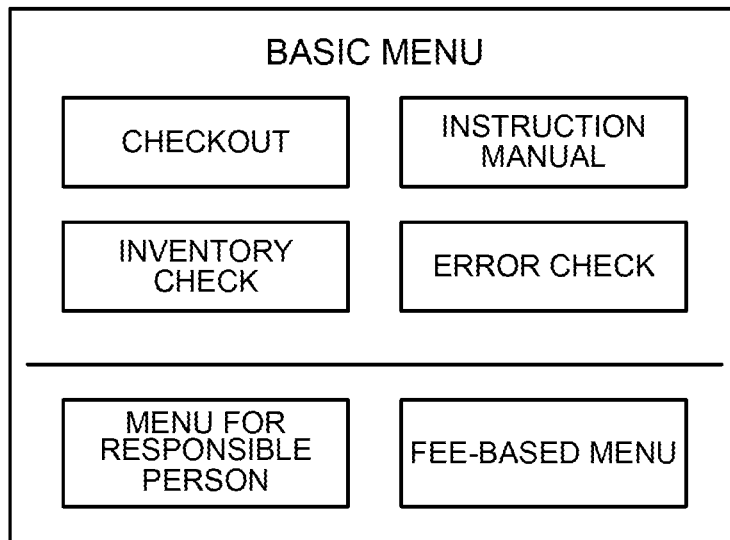 BASIC MENU
CHECKOUT
INSTRUCTION
MANUAL
INVENTORY
CHECK
ERROR CHECK
MENU FOR
RESPONSIBLE
PERSON
FEE-BASED MENU